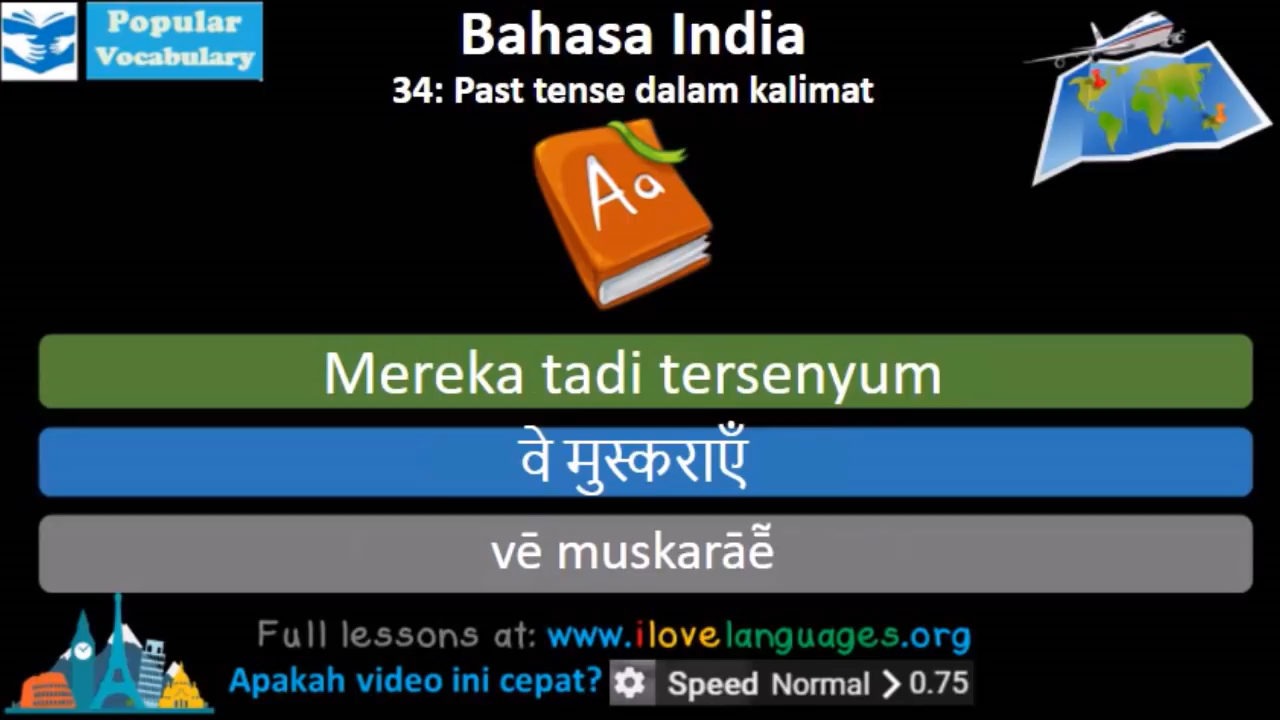 Popular
Vocabulary
Bahasa India
34: Past tense dalam kalimat
Aa
Mereka tadi tersenyum
वे मुस्कराएँ
vē muskarāē̃
Full lessons at: www.ilovelanguages.org
Apakah video ini cepat? Speed Normal > 0.75